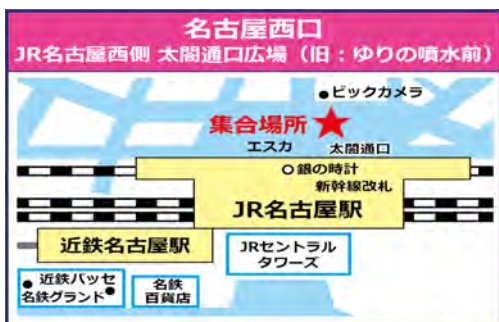 名古屋西口
JR名古屋西側 太閤通口広場（旧：ゆりの噴水前）
ビックカメラ
集合場所
エスカ
太閤通口
銀の時計
新幹線改札
JR名古屋駅
近鉄名古屋駅
JRセントラル
タワーズ
近鉄パッセ
名鉄グランド
名鉄
百貨店